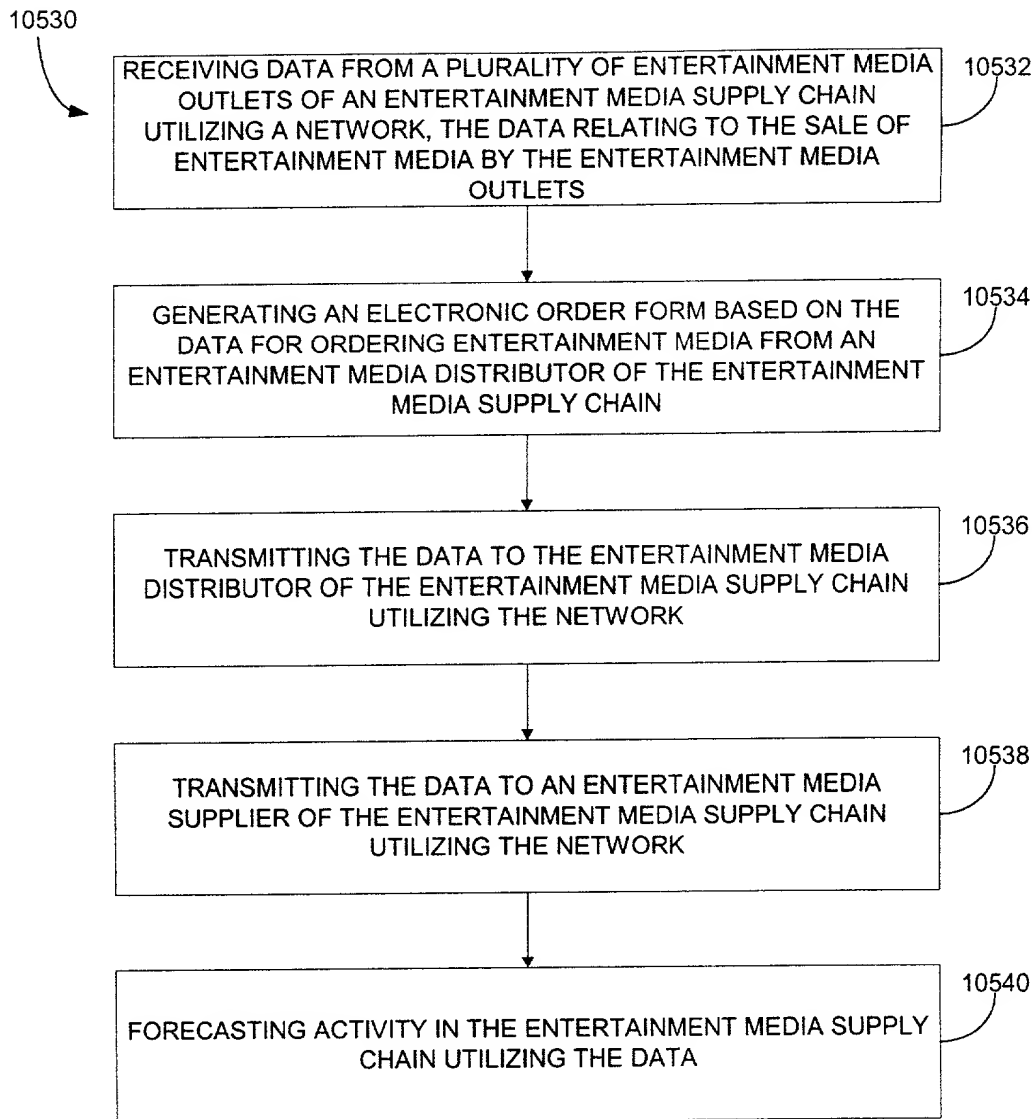 10530
RECEIVING DATA FROM A PLURALITY OF ENTERTAINMENT MEDIA
OUTLETS OF AN ENTERTAINMENT MEDIA SUPPLY CHAIN
UTILIZING A NETWORK, THE DATA RELATING TO THE SALE OF
ENTERTAINMENT MEDIA BY THE ENTERTAINMENT MEDIA
OUTLETS
10532
GENERATING AN ELECTRONIC ORDER FORM BASED ON THE
DATA FOR ORDERING ENTERTAINMENT MEDIA FROM AN
ENTERTAINMENT MEDIA DISTRIBUTOR OF THE ENTERTAINMENT
MEDIA SUPPLY CHAIN
10534
TRANSMITTING THE DATA TO THE ENTERTAINMENT MEDIA
DISTRIBUTOR OF THE ENTERTAINMENT MEDIA SUPPLY CHAIN
UTILIZING THE NETWORK
10536
TRANSMITTING THE DATA TO AN ENTERTAINMENT MEDIA
SUPPLIER OF THE ENTERTAINMENT MEDIA SUPPLY CHAIN
UTILIZING THE NETWORK
10538
FORECASTING ACTIVITY IN THE ENTERTAINMENT MEDIA SUPPLY
CHAIN UTILIZING THE DATA
10540